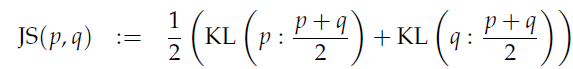 JS(p, q) := 1/2 ( KL ( p : (p+q)/2 ) + KL ( q : (p+q)/2 ) )